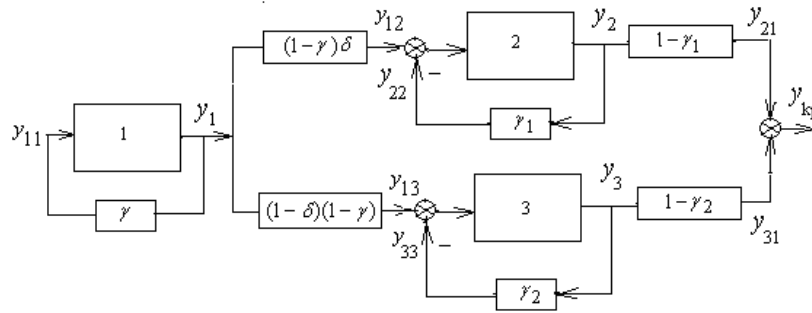 y₁₂
y₂
y₂₁
(1−γ)δ
2
1−γ₁
y₂₂
−
y₁
y₁₁
1
γ₁
yₖ
γ
y₁₃
y₃
(1−δ)(1−γ)
3
1−γ₂
y₃₃
−
y₃₁
γ₂